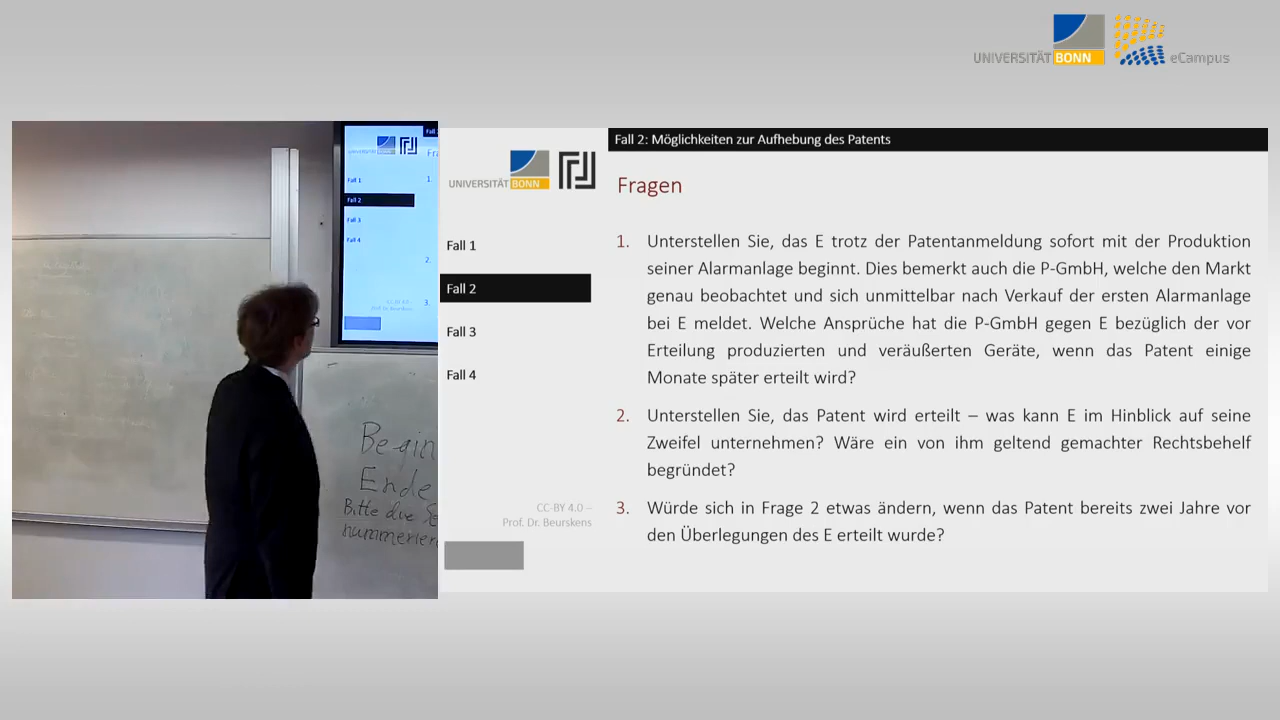 UNIVERSITÄT BONN
eCampus
Fall 1
Fall 2
Fall 3
Fall 4
1.
2.
3.
Begin
Ende
Bitte die
nummerieren
Fall 2: Möglichkeiten zur Aufhebung des Patents
UNIVERSITÄT BONN
Fall 1
Fall 2
Fall 3
Fall 4
CC-BY 4.0 –
Prof. Dr. Beurskens
Fragen
1. Unterstellen Sie, das E trotz der Patentanmeldung sofort mit der Produktion
seiner Alarmanlage beginnt. Dies bemerkt auch die P-GmbH, welche den Markt
genau beobachtet und sich unmittelbar nach Verkauf der ersten Alarmanlage
bei E meldet. Welche Ansprüche hat die P-GmbH gegen E bezüglich der vor
Erteilung produzierten und veräußerten Geräte, wenn das Patent einige
Monate später erteilt wird?
2. Unterstellen Sie, das Patent wird erteilt – was kann E im Hinblick auf seine
Zweifel unternehmen? Wäre ein von ihm geltend gemachter Rechtsbehelf
begründet?
3. Würde sich in Frage 2 etwas ändern, wenn das Patent bereits zwei Jahre vor
den Überlegungen des E erteilt wurde?